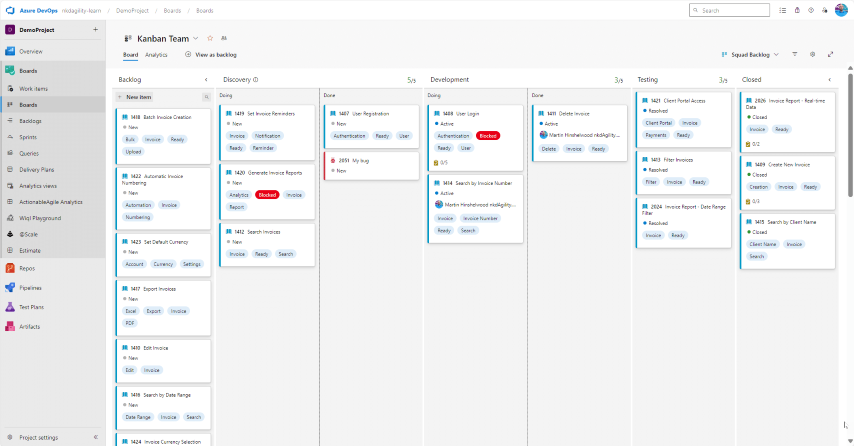 Azure DevOps nkdagility-Learn / DemoProject / Boards / Boards
Search
DemoProject
Overview
Boards
Work items
Boards
Backlogs
Sprints
Queries
Delivery Plans
Analytics views
ActionableAgile Analytics
Wiql Playground
@Scale
Estimate
Repos
Pipelines
Test Plans
Artifacts
Project settings
Kanban Team
Board Analytics View as backlog
Squad Backlog
Backlog
New item
1418 Batch Invoice Creation
New
Bulk Invoice Ready
Upload
1422 Automatic Invoice
Numbering
New
Automation Invoice
Numbering
1423 Set Default Currency
New
Account Currency Settings
1417 Export Invoices
New
Excel Export Invoice
PDF
1410 Edit Invoice
New
Edit Invoice
1416 Search by Date Range
New
Date Range Invoice Search
1424 Invoice Currency Selection
Discovery 5/5
Doing
1419 Set Invoice Reminders
New
Invoice Notification
Ready Reminder
1420 Generate Invoice Reports
New
Analytics Blocked Invoice
Report
1412 Search Invoices
New
Invoice Ready Search
Done
1407 User Registration
New
Authentication Ready User
2051 My bug
New
Development 3/5
Doing
1408 User Login
Active
Authentication Blocked
Ready User
0/5
1414 Search by Invoice Number
Active
Martin Hinshelwood nkdAgility...
Invoice Invoice Number
Ready Search
Done
1411 Delete Invoice
Active
Martin Hinshelwood nkdAgility...
Delete Invoice Ready
Testing 3/5
1421 Client Portal Access
Resolved
Client Portal Invoice
Payments Ready
1413 Filter Invoices
Resolved
Filter Invoice Ready
2024 Invoice Report - Date Range
Filter
Resolved
Invoice Ready
Closed
2026 Invoice Report - Real-time
Data
Closed
Invoice Ready
0/2
1409 Create New Invoice
Closed
Creation Invoice Ready
0/3
1415 Search by Client Name
Closed
Client Name Invoice
Search